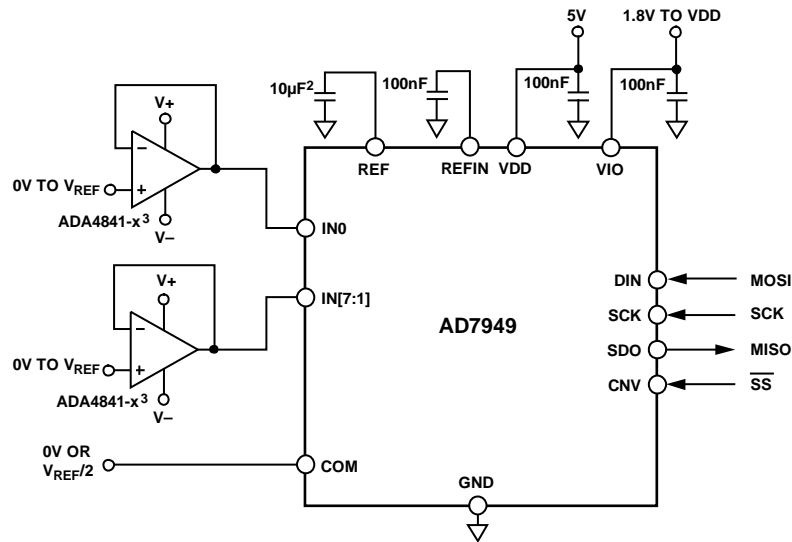 5V
1.8V TO VDD
10µF²
100nF
100nF
100nF
V+
−
+
0V TO VREF
ADA4841-x³
V−
REF
REFIN
VDD
VIO
IN0
V+
−
+
0V TO VREF
ADA4841-x³
V−
IN[7:1]
AD7949
DIN
MOSI
SCK
SCK
SDO
MISO
CNV
SS
0V OR
VREF/2
COM
GND